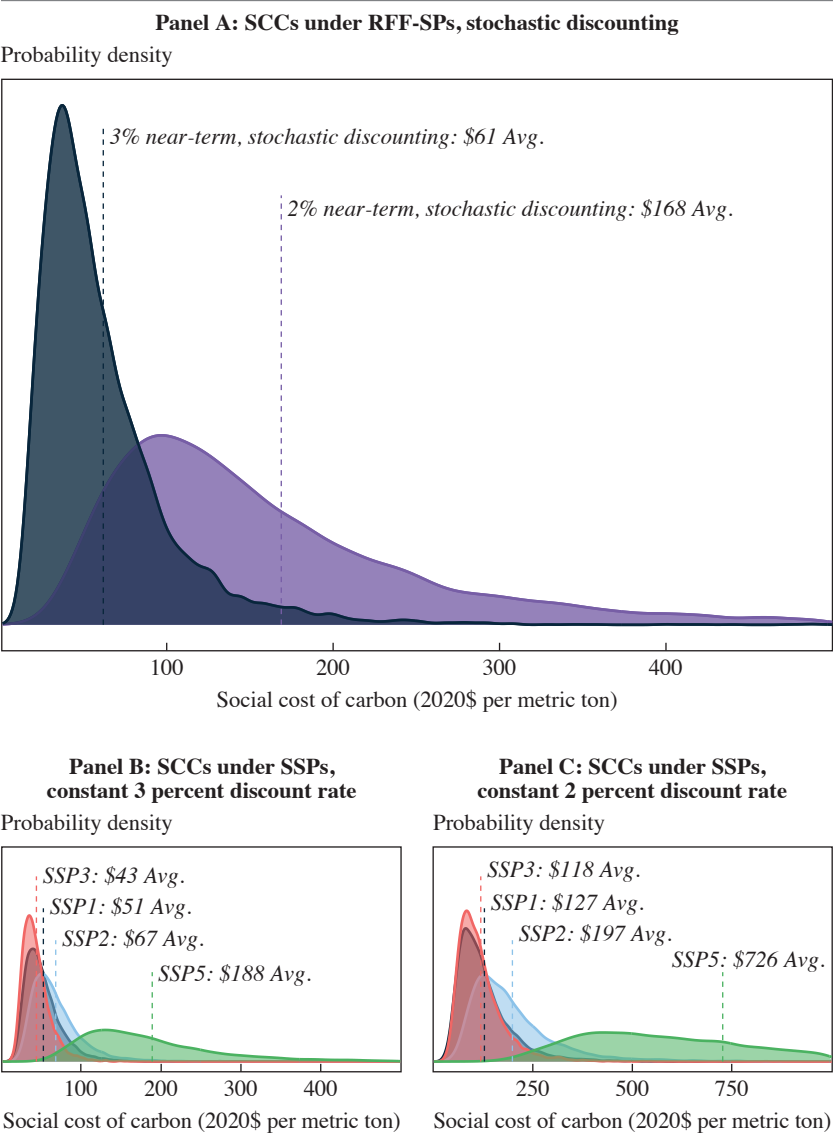 Panel A: SCCs under RFF-SPs, stochastic discounting
Probability density
3% near-term, stochastic discounting: $61 Avg.
2% near-term, stochastic discounting: $168 Avg.
100 200 300 400
Social cost of carbon (2020$ per metric ton)
Panel B: SCCs under SSPs,
constant 3 percent discount rate
Probability density
SSP3: $43 Avg.
SSP1: $51 Avg.
SSP2: $67 Avg.
SSP5: $188 Avg.
100 200 300 400
Social cost of carbon (2020$ per metric ton)
Panel C: SCCs under SSPs,
constant 2 percent discount rate
Probability density
SSP3: $118 Avg.
SSP1: $127 Avg.
SSP2: $197 Avg.
SSP5: $726 Avg.
250 500 750
Social cost of carbon (2020$ per metric ton)